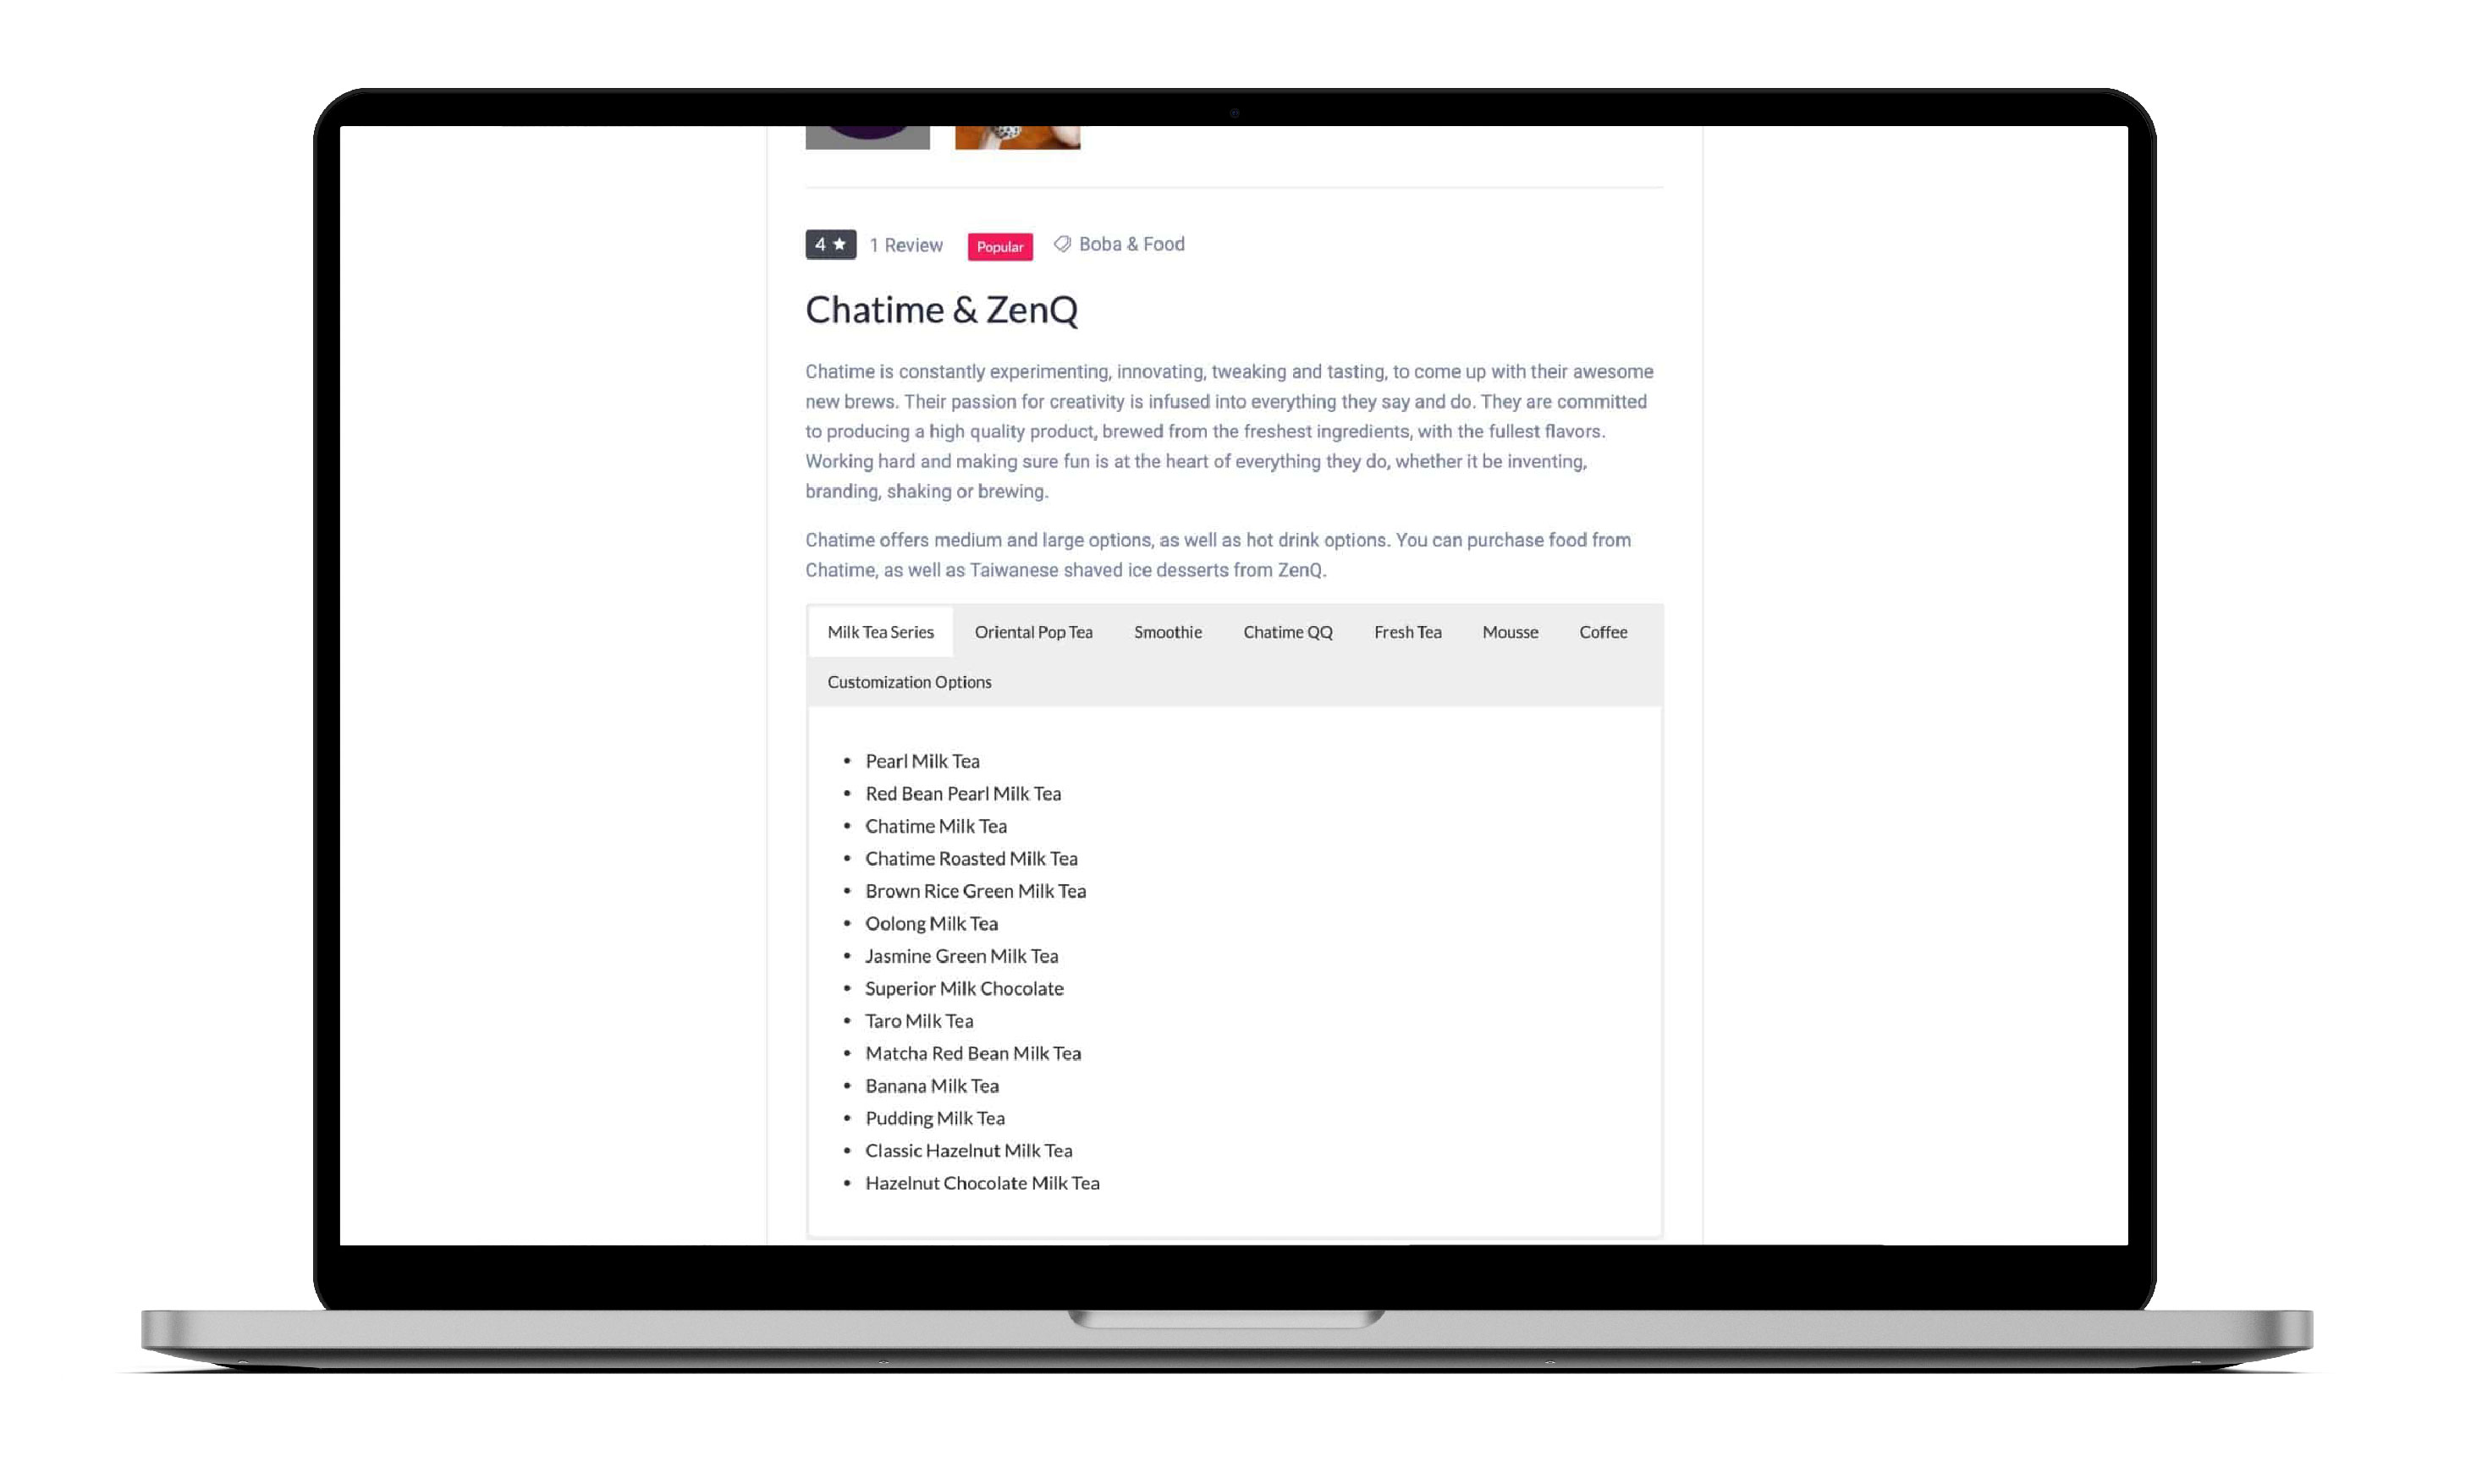 4 ★ 1 Review Popular Boba & Food
Chatime & ZenQ
Chatime is constantly experimenting, innovating, tweaking and tasting, to come up with their awesome
new brews. Their passion for creativity is infused into everything they say and do. They are committed
to producing a high quality product, brewed from the freshest ingredients, with the fullest flavors.
Working hard and making sure fun is at the heart of everything they do, whether it be inventing,
branding, shaking or brewing.
Chatime offers medium and large options, as well as hot drink options. You can purchase food from
Chatime, as well as Taiwanese shaved ice desserts from ZenQ.
Milk Tea Series Oriental Pop Tea Smoothie Chatime QQ Fresh Tea Mousse Coffee
Customization Options
• Pearl Milk Tea
• Red Bean Pearl Milk Tea
• Chatime Milk Tea
• Chatime Roasted Milk Tea
• Brown Rice Green Milk Tea
• Oolong Milk Tea
• Jasmine Green Milk Tea
• Superior Milk Chocolate
• Taro Milk Tea
• Matcha Red Bean Milk Tea
• Banana Milk Tea
• Pudding Milk Tea
• Classic Hazelnut Milk Tea
• Hazelnut Chocolate Milk Tea